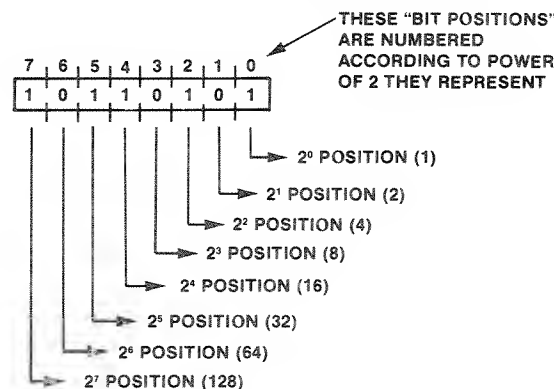 THESE "BIT POSITIONS"
ARE NUMBERED
ACCORDING TO POWER
OF 2 THEY REPRESENT
7 6 5 4 3 2 1 0
1 0 1 1 0 1 0 1
2⁰ POSITION (1)
2¹ POSITION (2)
2² POSITION (4)
2³ POSITION (8)
2⁴ POSITION (16)
2⁵ POSITION (32)
2⁶ POSITION (64)
2⁷ POSITION (128)